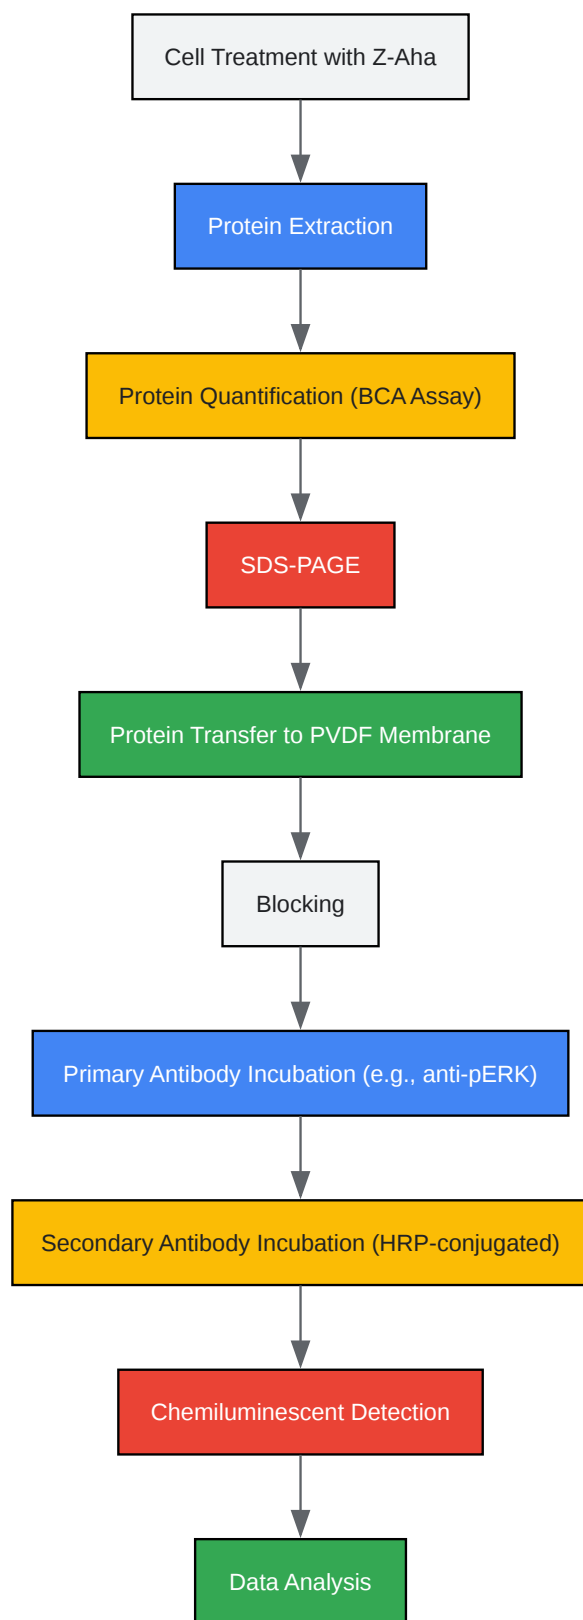 Cell Treatment with Z-Aha
Protein Extraction
Protein Quantification (BCA Assay)
SDS-PAGE
Protein Transfer to PVDF Membrane
Blocking
Primary Antibody Incubation (e.g., anti-pERK)
Secondary Antibody Incubation (HRP-conjugated)
Chemiluminescent Detection
Data Analysis